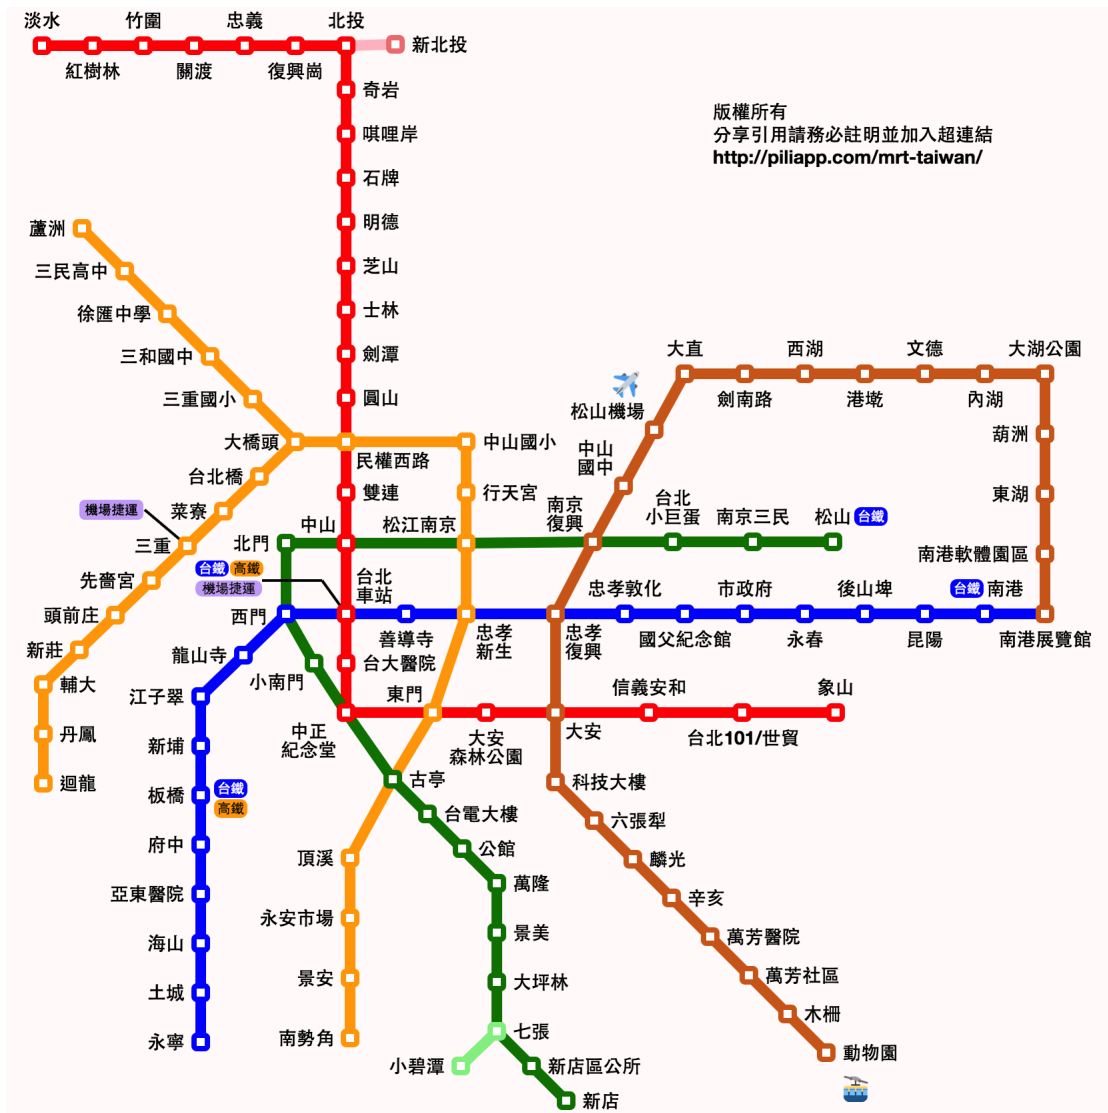 淡水
竹圍
忠義
北投
新北投
紅樹林
關渡
復興崗
奇岩
唭哩岸
石牌
明德
芝山
士林
劍潭
圓山
版權所有
分享引用請務必註明並加入超連結
http://piliapp.com/mrt-taiwan/
蘆洲
三民高中
徐匯中學
三和國中
三重國小
大橋頭
台北橋
菜寮
機場捷運
三重
先嗇宮
頭前庄
新莊
輔大
丹鳳
迴龍
民權西路
中山國小
雙連
行天宮
中山
松江南京
北門
台鐵
高鐵
機場捷運
台北
車站
西門
善導寺
忠孝
新生
台大醫院
東門
小南門
龍山寺
江子翠
新埔
板橋
台鐵
高鐵
府中
亞東醫院
海山
土城
永寧
中正
紀念堂
大安
森林公園
古亭
台電大樓
公館
萬隆
景美
大坪林
七張
小碧潭
新店區公所
新店
頂溪
永安市場
景安
南勢角
大直
西湖
文德
大湖公園
劍南路
港墘
內湖
松山機場
中山
國中
南京
復興
台北
小巨蛋
南京三民
松山
台鐵
葫洲
東湖
南港軟體園區
忠孝敦化
市政府
後山埤
台鐵
南港
忠孝
復興
國父紀念館
永春
昆陽
南港展覽館
信義安和
象山
大安
台北101/世貿
科技大樓
六張犁
麟光
辛亥
萬芳醫院
萬芳社區
木柵
動物園